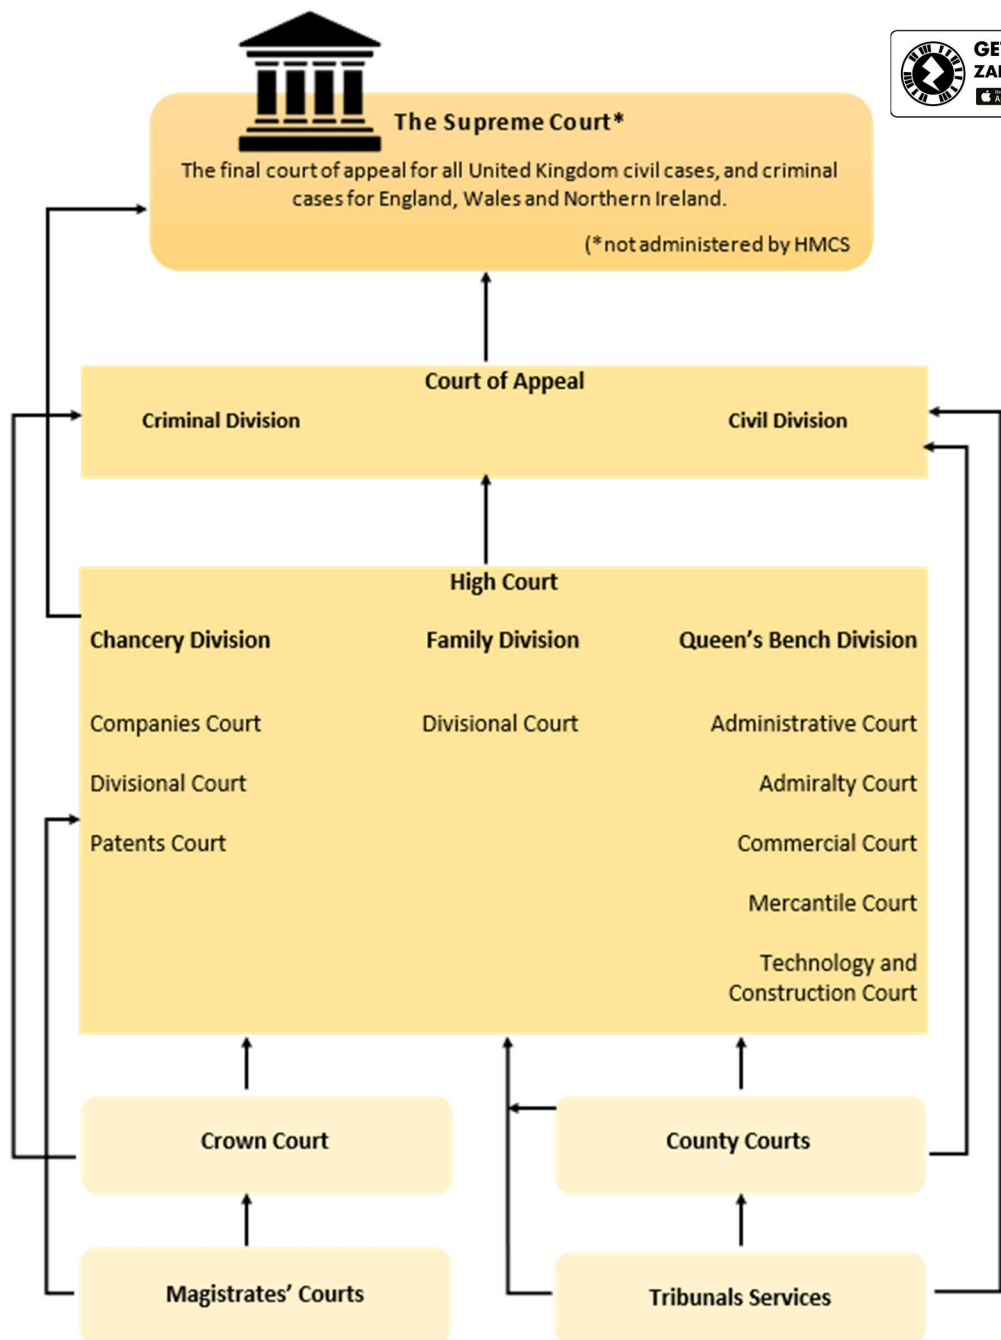 GE
ZA
The Supreme Court*
The final court of appeal for all United Kingdom civil cases, and criminal
cases for England, Wales and Northern Ireland.
(*not administered by HMCS
Court of Appeal
Criminal Division
Civil Division
High Court
Chancery Division
Family Division
Queen's Bench Division
Companies Court
Divisional Court
Administrative Court
Divisional Court
Admiralty Court
Patents Court
Commercial Court
Mercantile Court
Technology and
Construction Court
Crown Court
County Courts
Magistrates' Courts
Tribunals Services